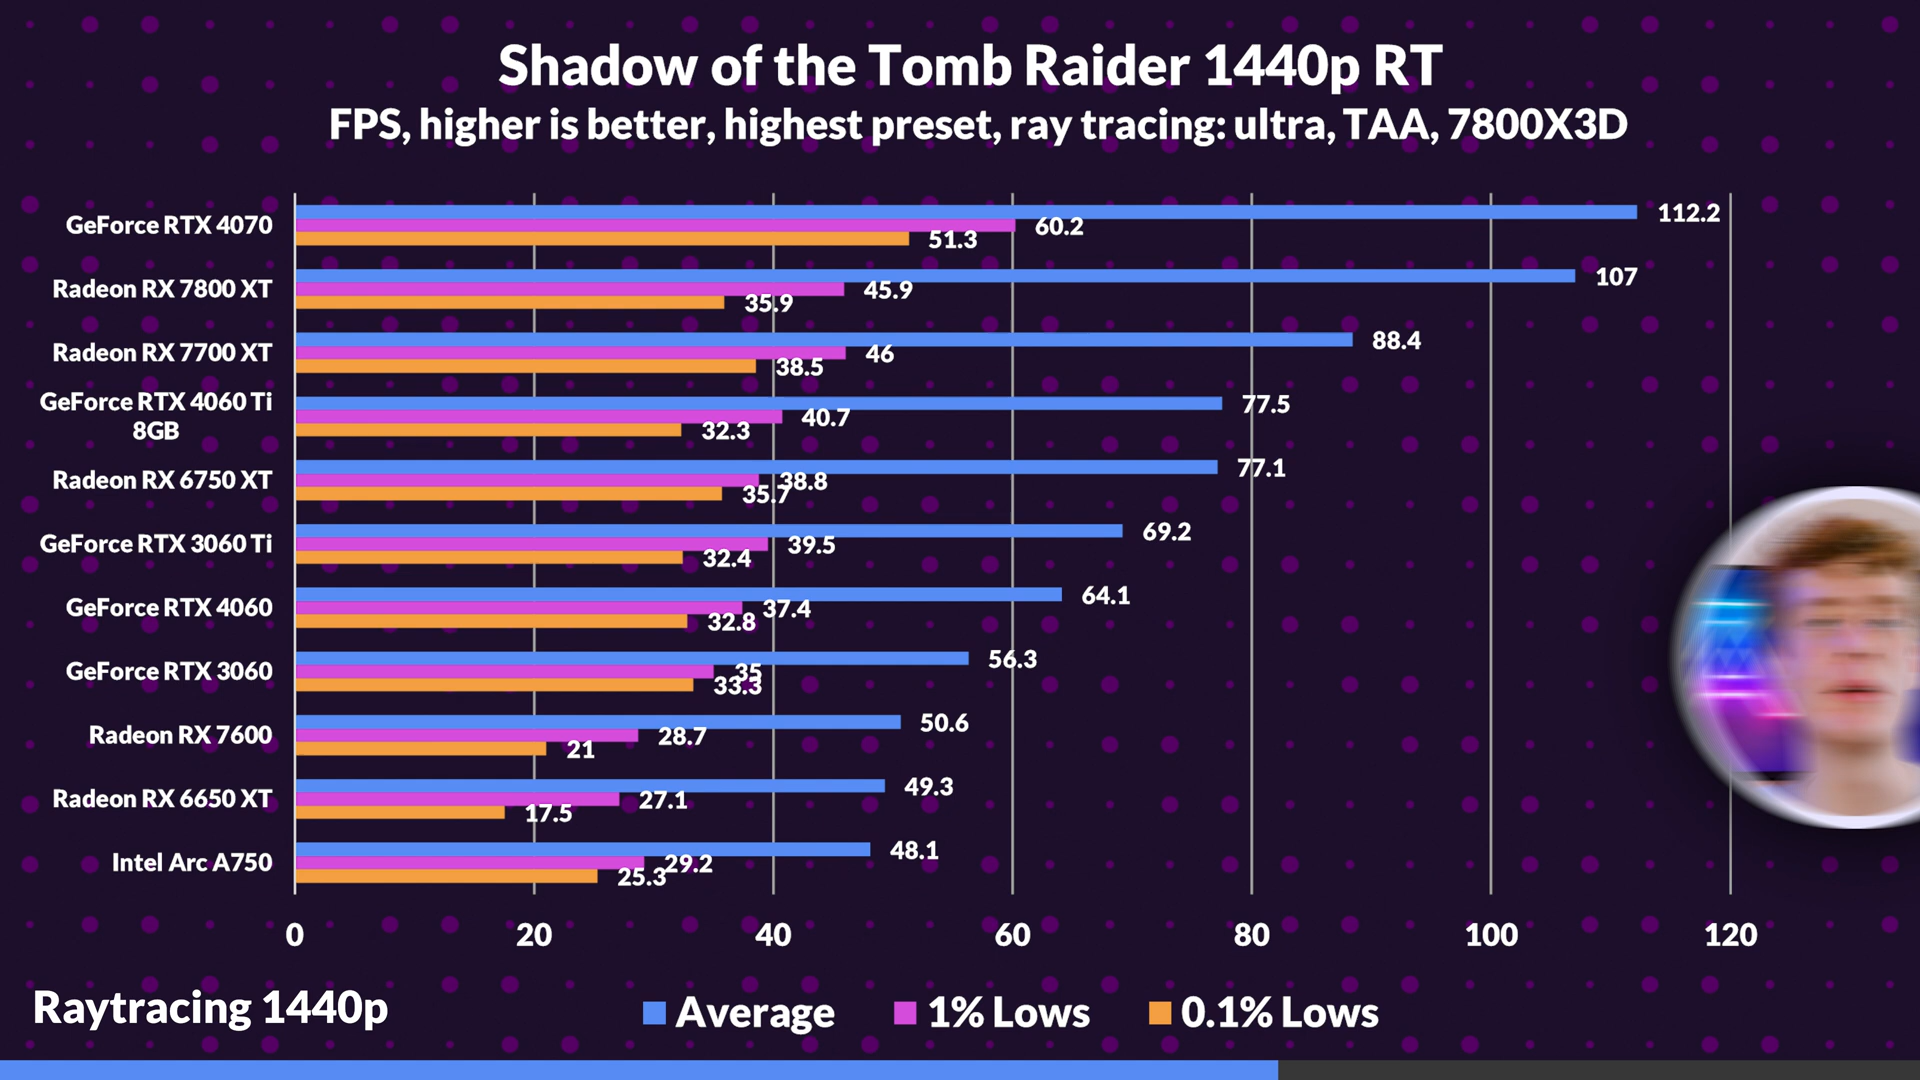 Shadow of the Tomb Raider 1440p RT
FPS, higher is better, highest preset, ray tracing: ultra, TAA, 7800X3D
GeForce RTX 4070
112.2
60.2
51.3
Radeon RX 7800 XT
107
45.9
35.9
Radeon RX 7700 XT
88.4
46
38.5
GeForce RTX 4060 Ti
8GB
77.5
40.7
32.3
Radeon RX 6750 XT
77.1
38.8
35.7
GeForce RTX 3060 Ti
69.2
39.5
32.4
GeForce RTX 4060
64.1
37.4
32.8
GeForce RTX 3060
56.3
35
33.3
Radeon RX 7600
50.6
28.7
21
Radeon RX 6650 XT
49.3
27.1
17.5
Intel Arc A750
48.1
29.2
25.3
0 20 40 60 80 100 120
Raytracing 1440p
Average 1% Lows 0.1% Lows